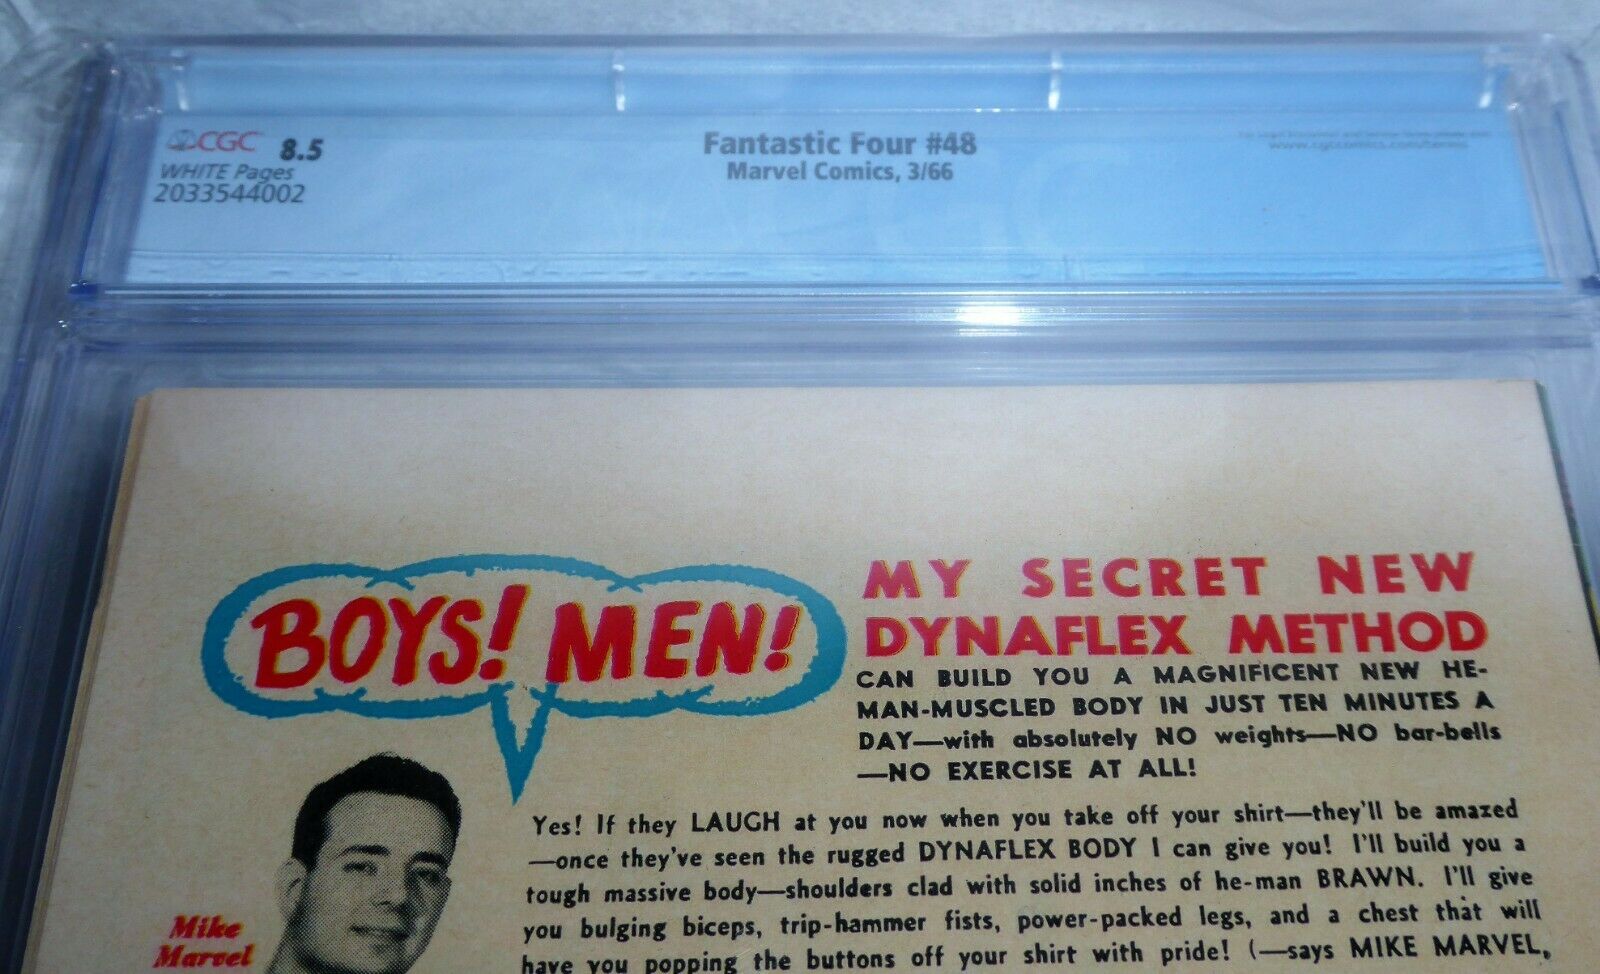 CGC 8.5
WHITE Pages
2033544002
Fantastic Four #48
Marvel Comics, 3/66
www.cgccomics.com/terms
BOYS! MEN!
MY SECRET NEW
DYNAFLEX METHOD
CAN BUILD YOU A MAGNIFICENT NEW HE-
MAN-MUSCLED BODY IN JUST TEN MINUTES A
DAY—with absolutely NO weights—NO bar-bells
—NO EXERCISE AT ALL!
Yes! If they LAUGH at you now when you take off your shirt—they'll be amazed
—once they've seen the rugged DYNAFLEX BODY I can give you! I'll build you a
tough massive body—shoulders clad with solid inches of he-man BRAWN. I'll give
you bulging biceps, trip-hammer fists, power-packed legs, and a chest that will
have you popping the buttons off your shirt with pride! (—says MIKE MARVEL,
Mike
Marvel